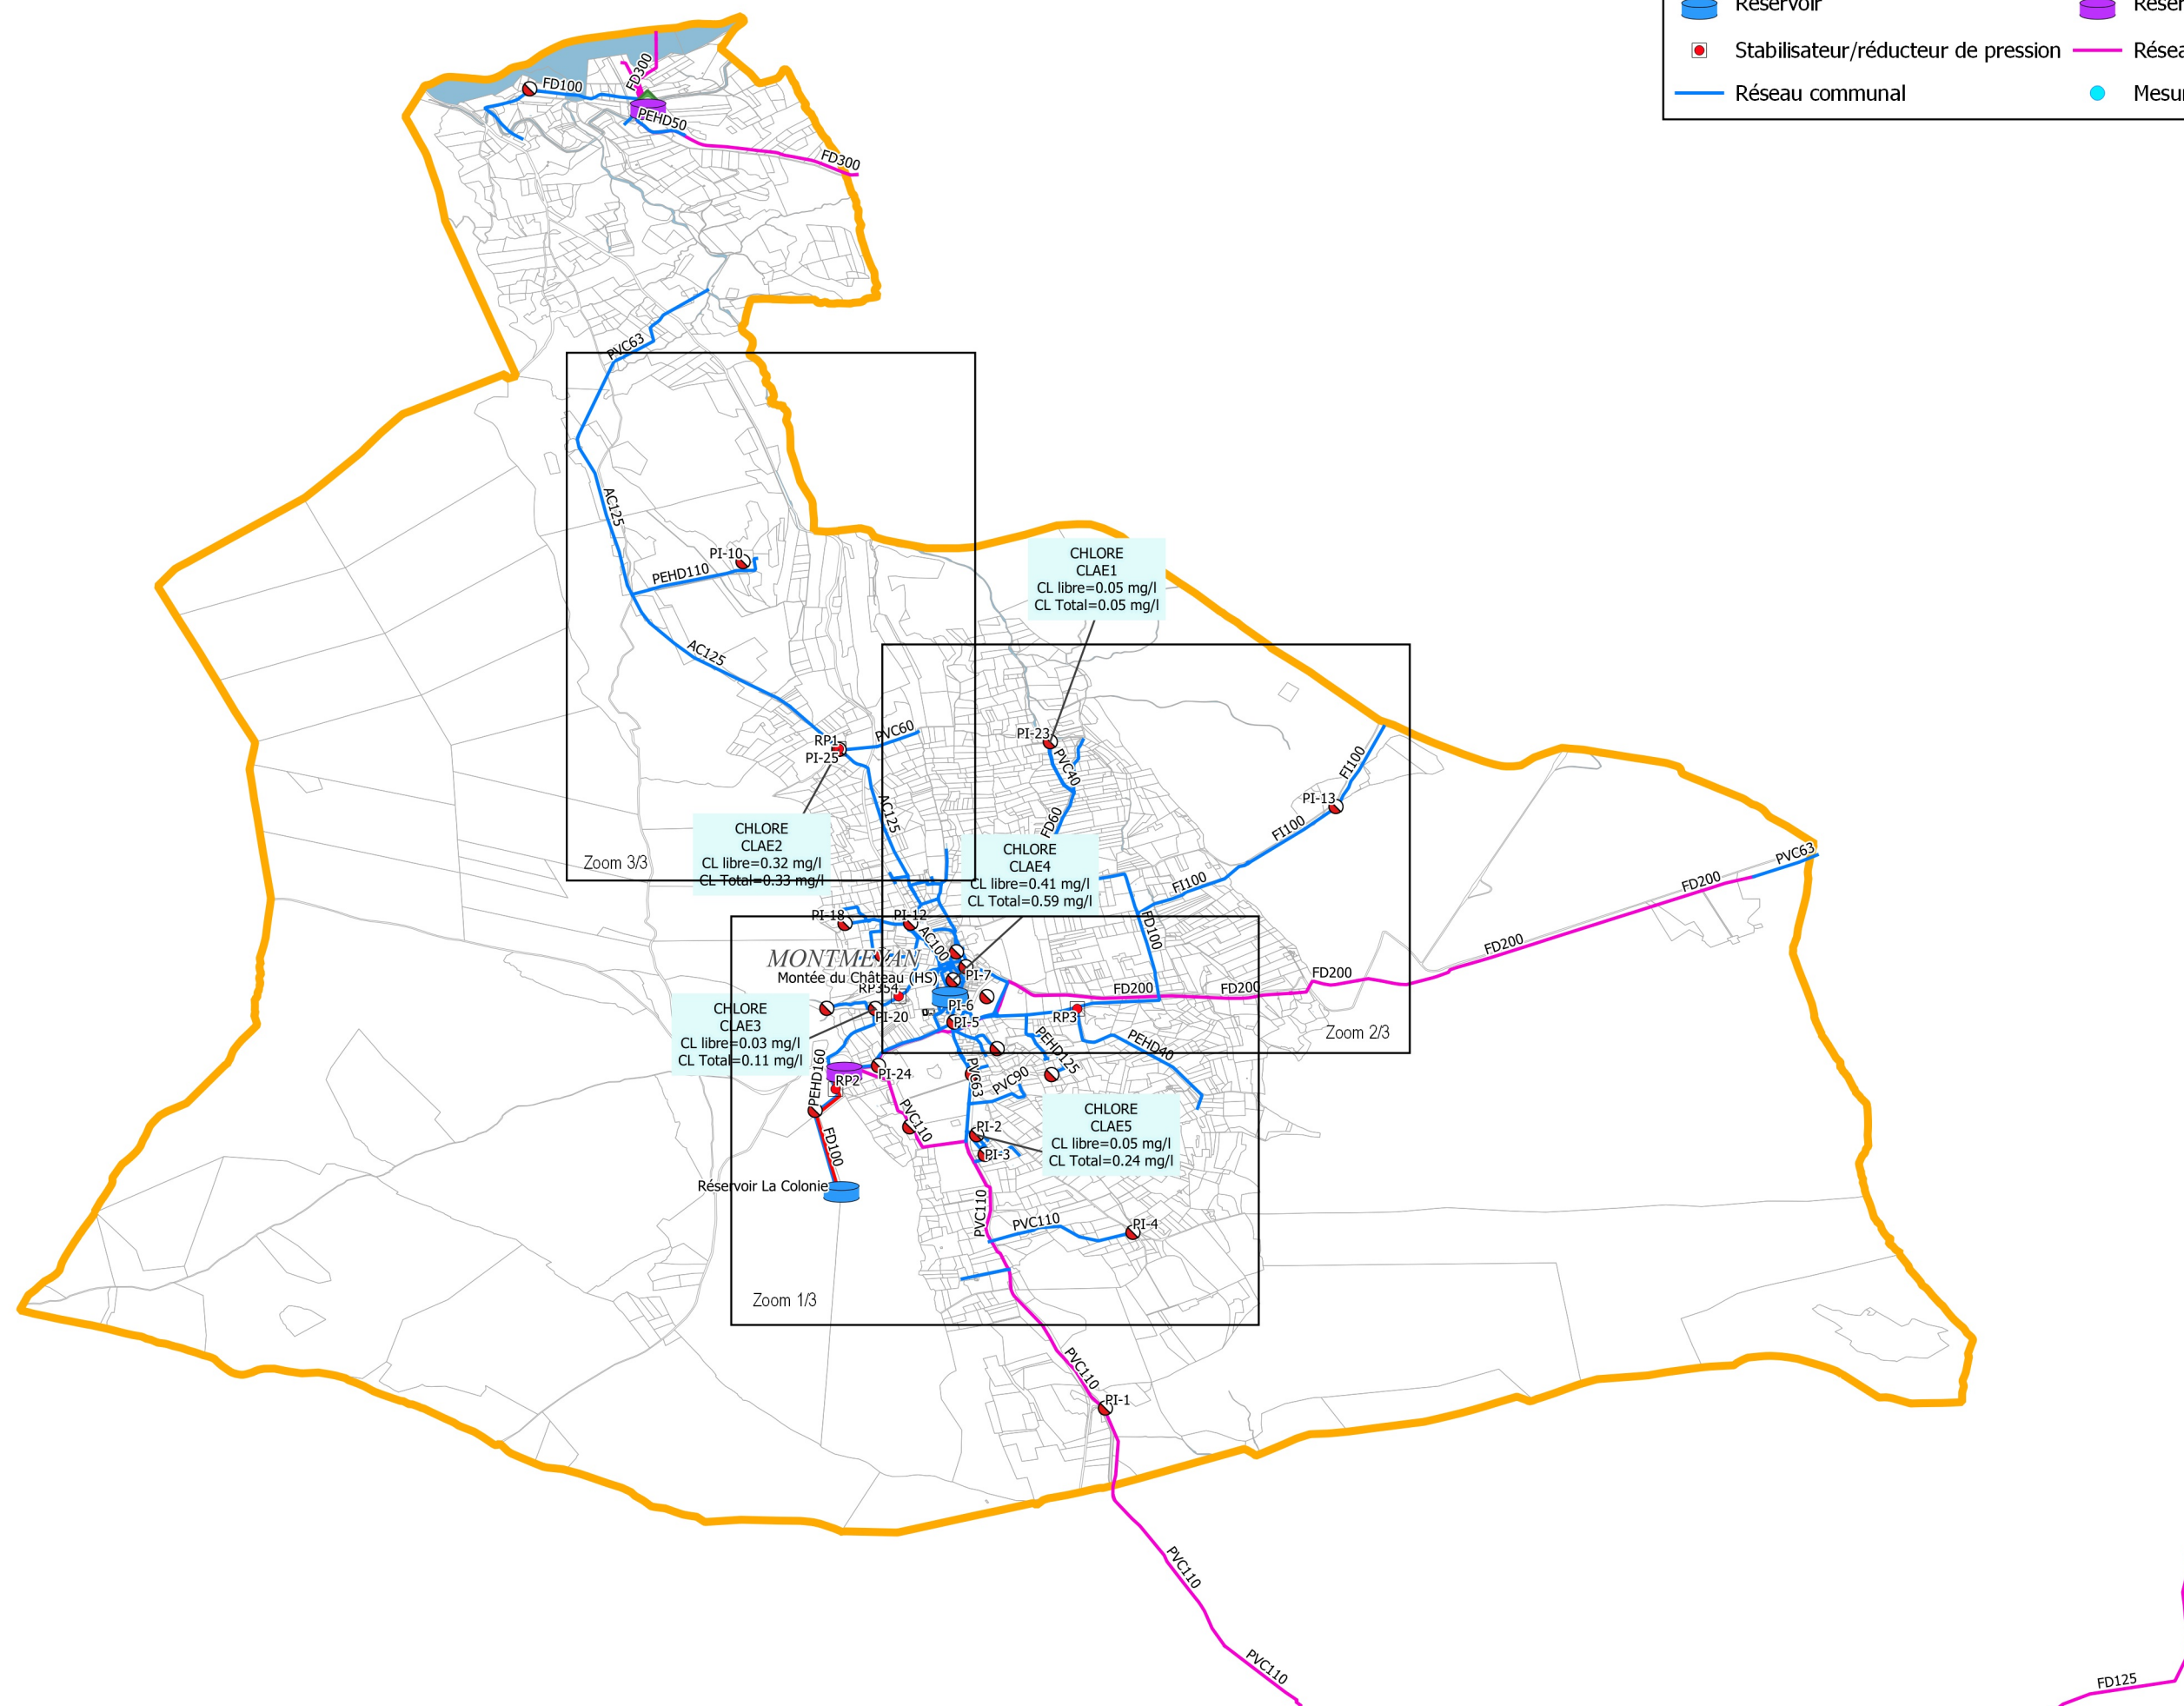 Réservoir
Stabilisateur/réducteur de pression
Résea
Réseau communal
Mesu
FD300
FD100
PEHD50
FD300
PVC63
AC125
PI-10
PEHD110
CHLORE
CLAE1
CL libre=0.05 mg/l
CL Total=0.05 mg/l
AC125
PVC60
RP1
PI-25
PI-23
PVC40
FI100
PI-13
AC125
FD60
FI100
CHLORE
CLAE2
CL libre=0.32 mg/l
CL Total=0.33 mg/l
Zoom 3/3
CHLORE
CLAE4
CL libre=0.41 mg/l
CL Total=0.59 mg/l
PVC63
FI100
FD200
PI-18
PI-12
AC100
FD100
FD200
MONTMEYAN
Montée du Château (HS)
PI-7
FD200
FD200
FD200
PI-6
PI-20
PI-5
RP3
Zoom 2/3
CHLORE
CLAE3
CL libre=0.03 mg/l
CL Total=0.11 mg/l
PEHD125
PEHD40
PEHD160
RP2
PI-24
PVC63
PVC90
PVC110
CHLORE
CLAE5
CL libre=0.05 mg/l
CL Total=0.24 mg/l
PI-2
PI-3
FD100
Réservoir La Colonie
PVC110
PVC110
PI-4
Zoom 1/3
PVC110
PI-1
PVC110
PVC110
FD125